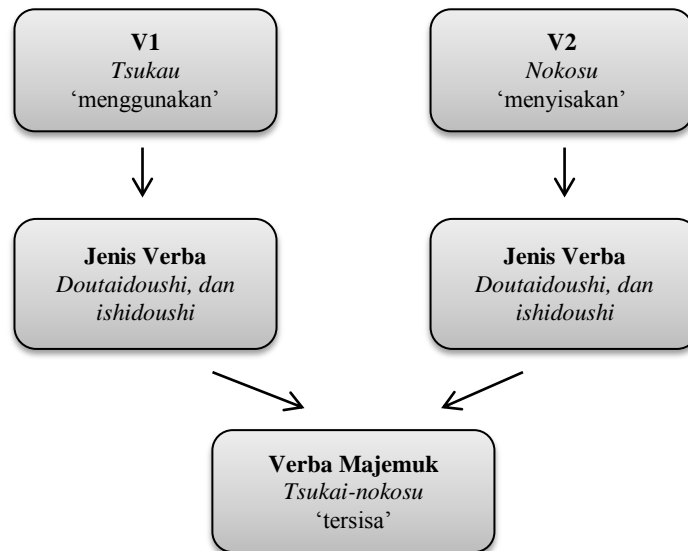 V1
Tsukau
‘menggunakan’
V2
Nokosu
‘menyisakan’
Jenis Verba
Doutaidoushi, dan
ishidoushi
Jenis Verba
Doutaidoushi, dan
ishidoushi
Verba Majemuk
Tsukai-nokosu
‘tersisa’